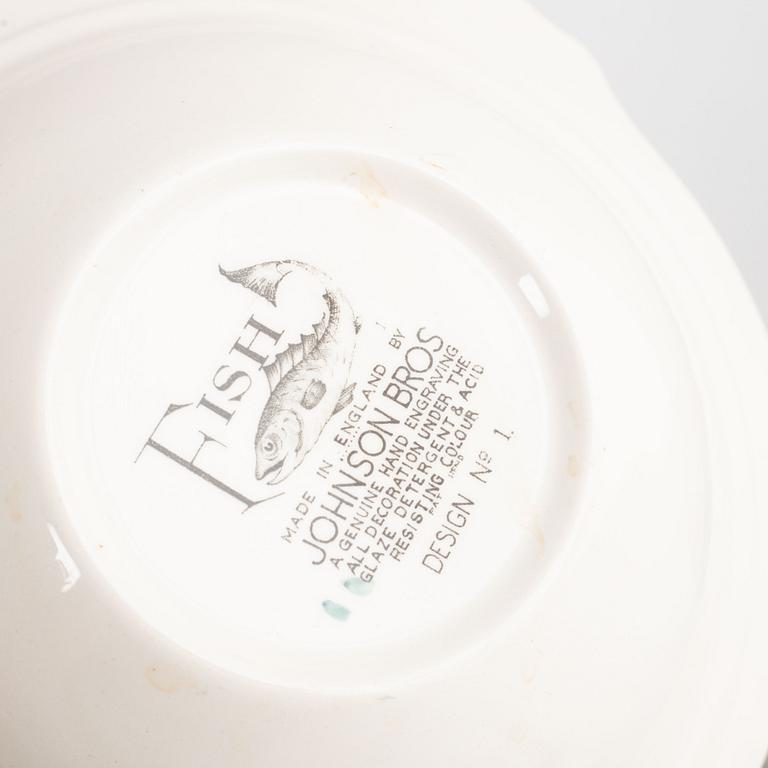 FISH
MADE IN ENGLAND BY
JOHNSON BROS
A GENUINE HAND ENGRAVING
ALL DECORATION UNDER THE
GLAZE DETERGENT & ACID
RESISTING COLOUR
DESIGN Nº 1.